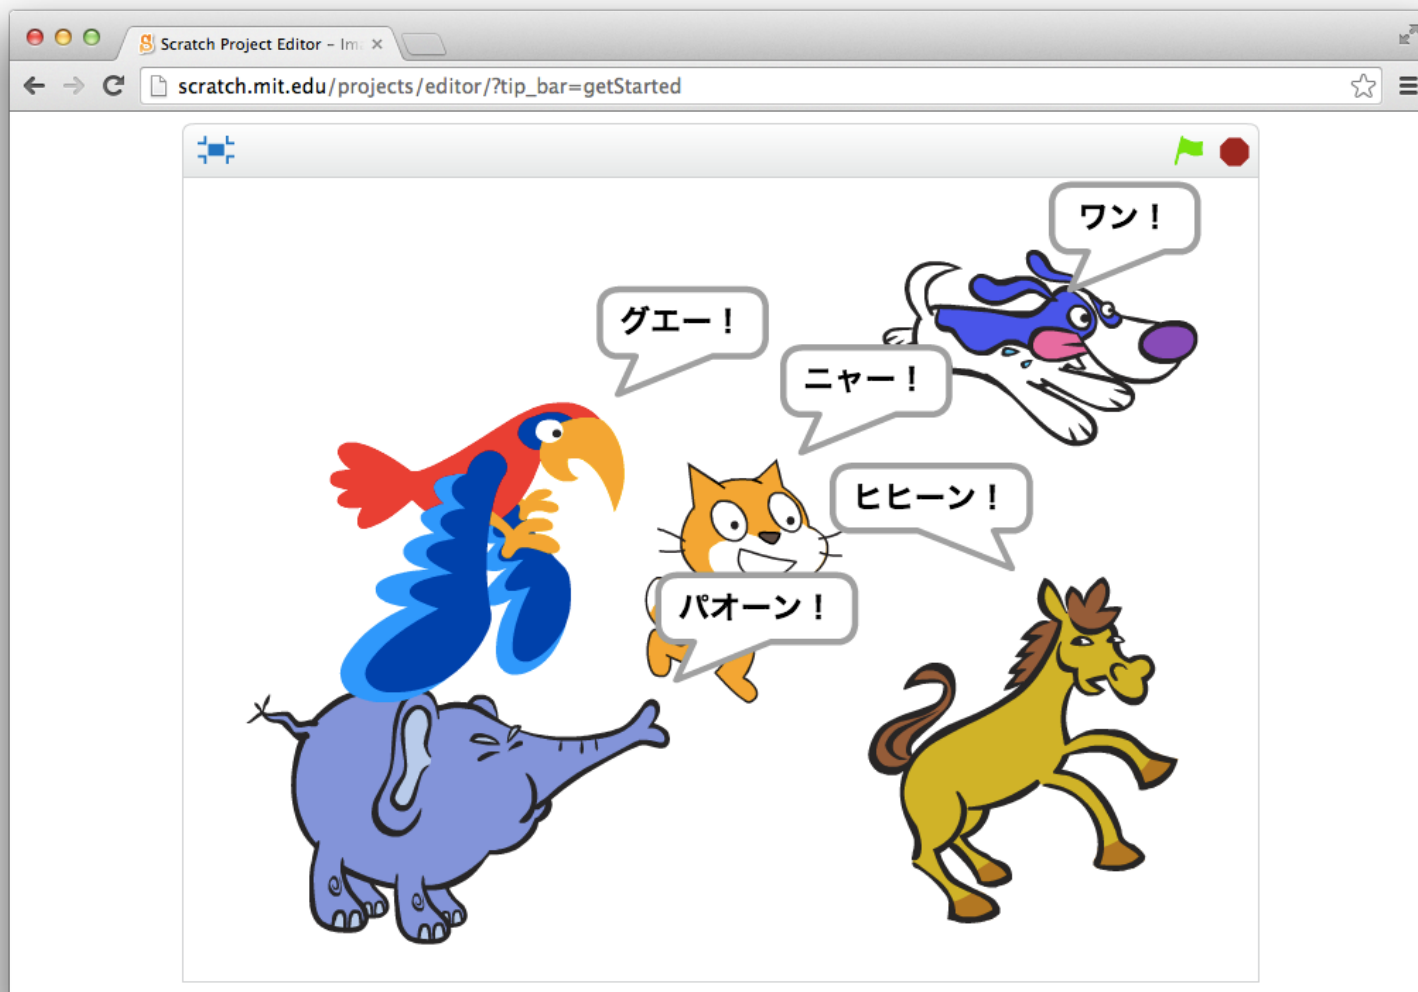 Scratch Project Editor – Im
scratch.mit.edu/projects/editor/?tip_bar=getStarted
ワン！
グエー！
ニャー！
ヒヒーン！
パオーン！